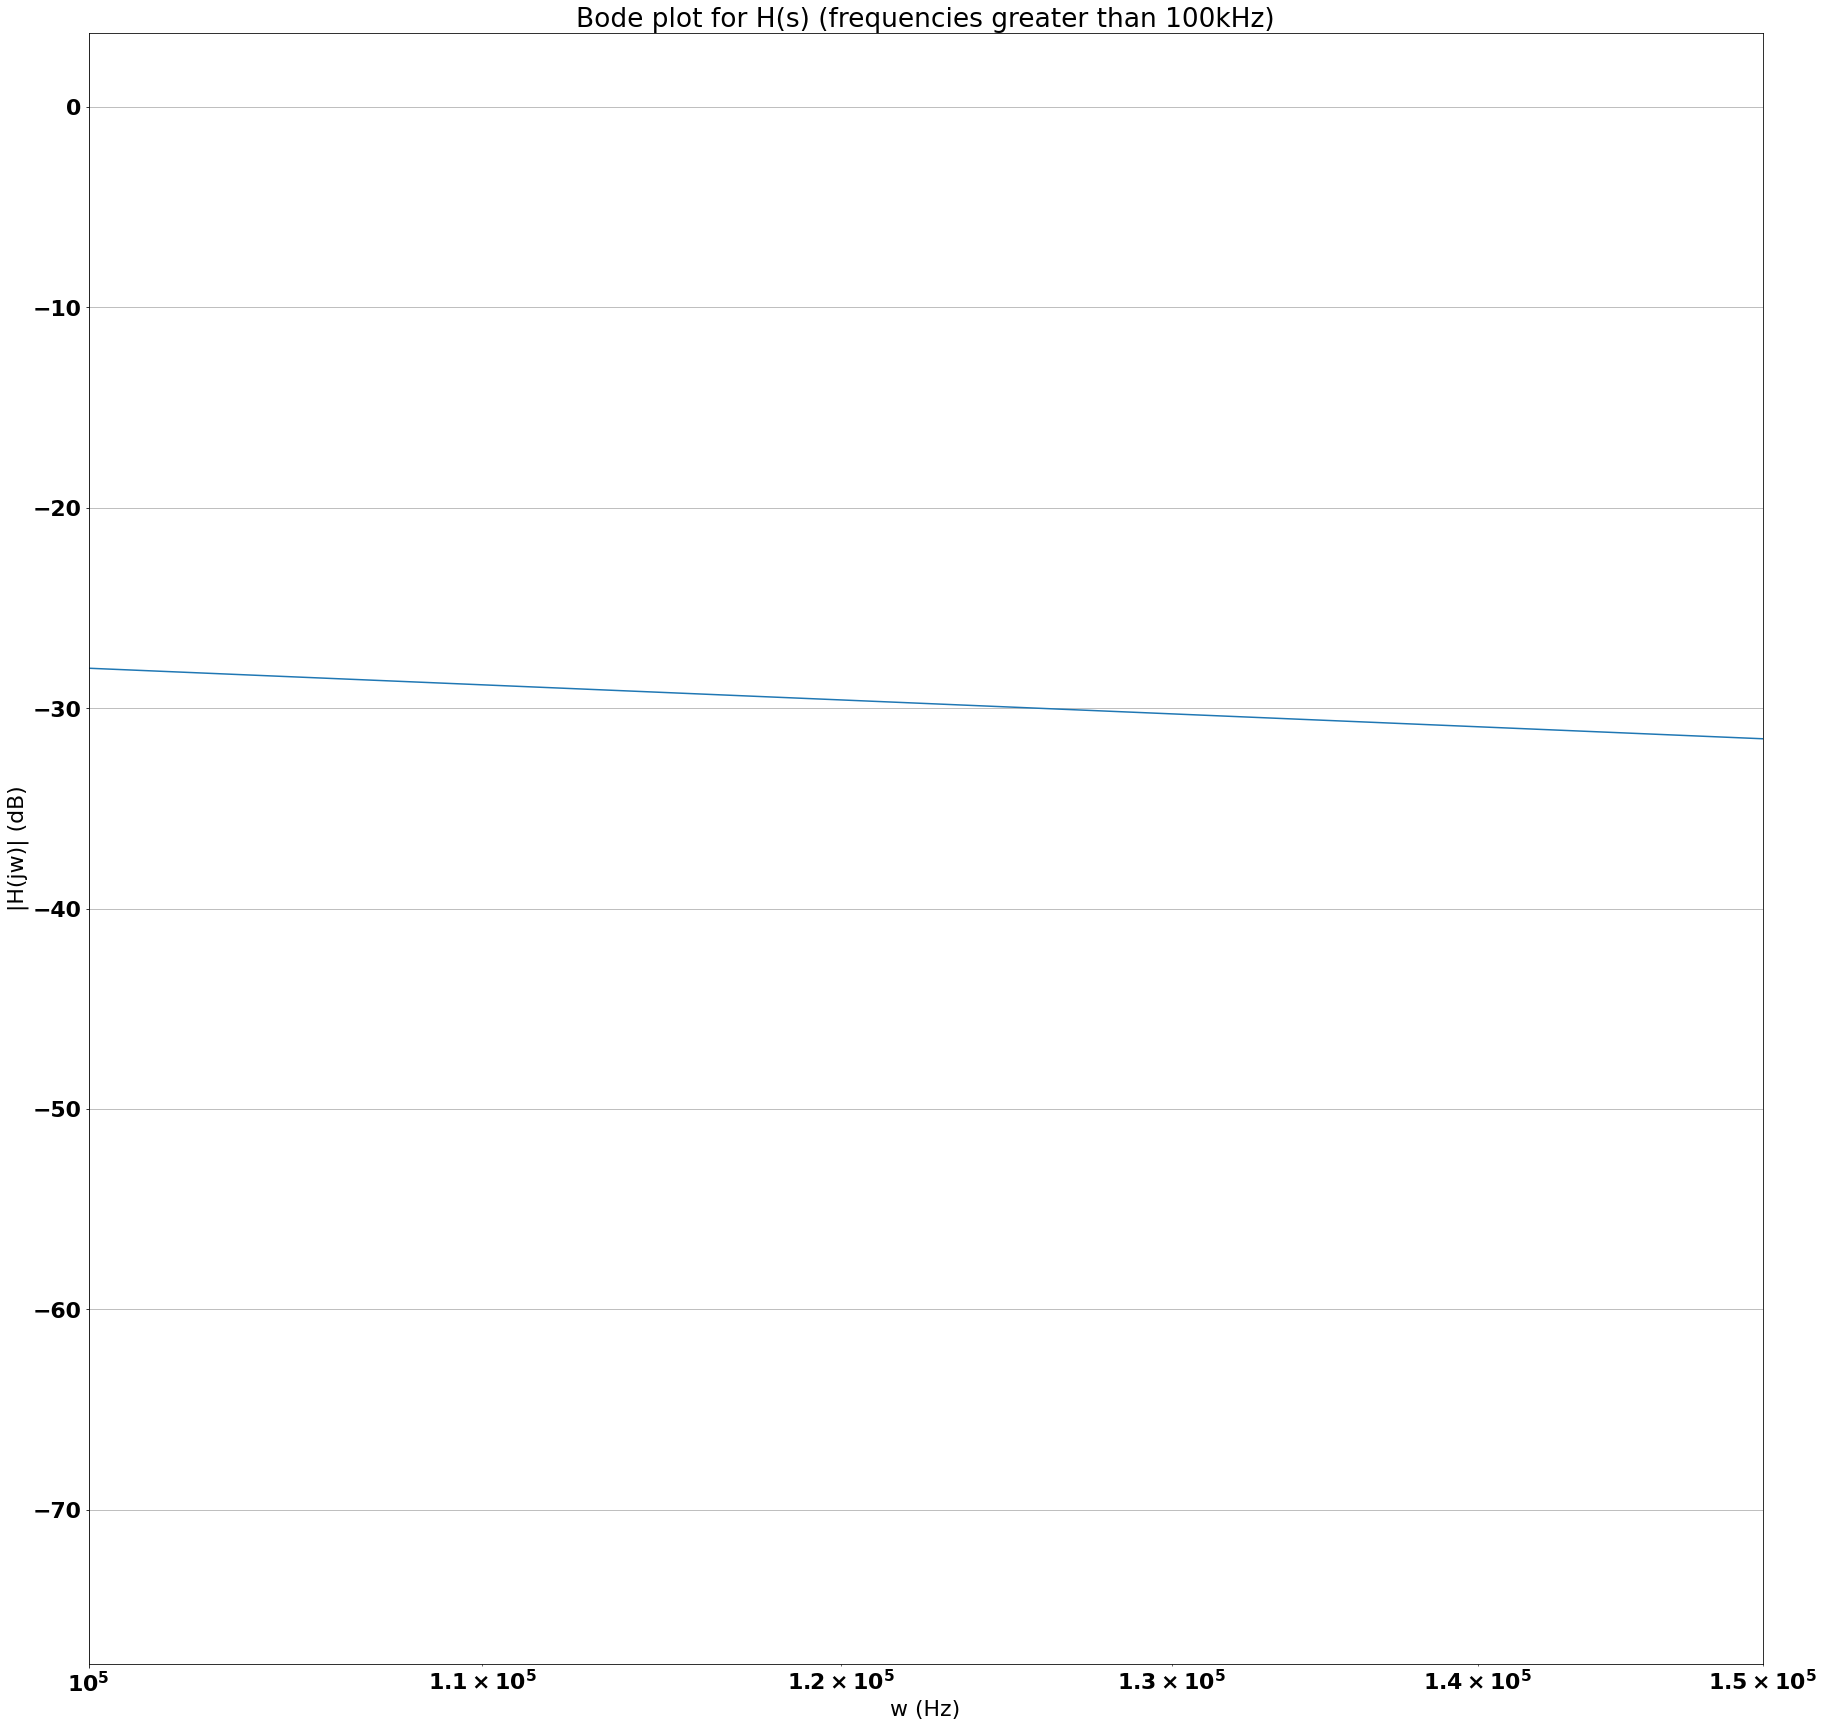 Bode plot for H(s) (frequencies greater than 100kHz)
0
−10
−20
−30
−40
−50
−60
−70
|H(jw)| (dB)
10⁵
1.1 × 10⁵
1.2 × 10⁵
1.3 × 10⁵
1.4 × 10⁵
1.5 × 10⁵
w (Hz)